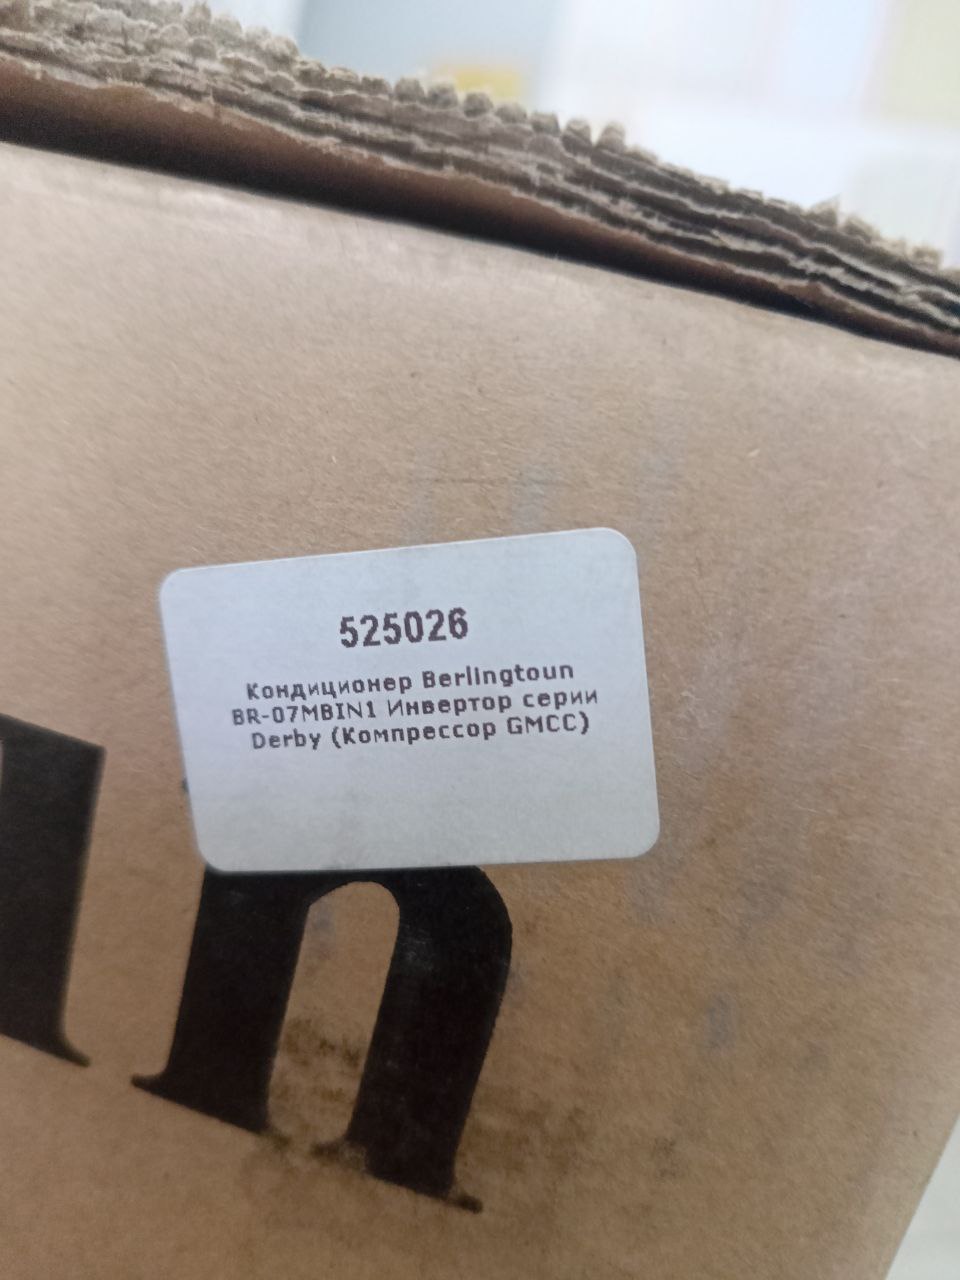 525026
Кондиционер Berlingtoun
BR-07MBIN1 Инвертор серии
Derby (Компрессор GMCC)
n